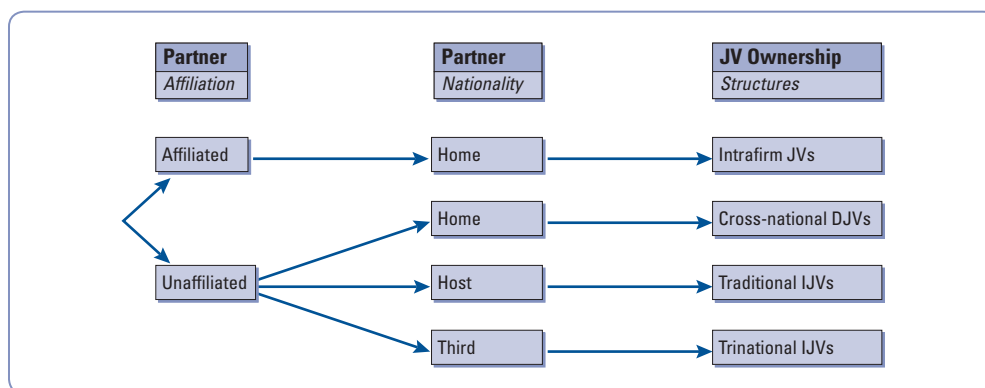 Partner
Affiliation
Partner
Nationality
JV Ownership
Structures
Affiliated
Home
Intrafirm JVs
Home
Cross-national DJVs
Unaffiliated
Host
Traditional IJVs
Third
Trinational IJVs